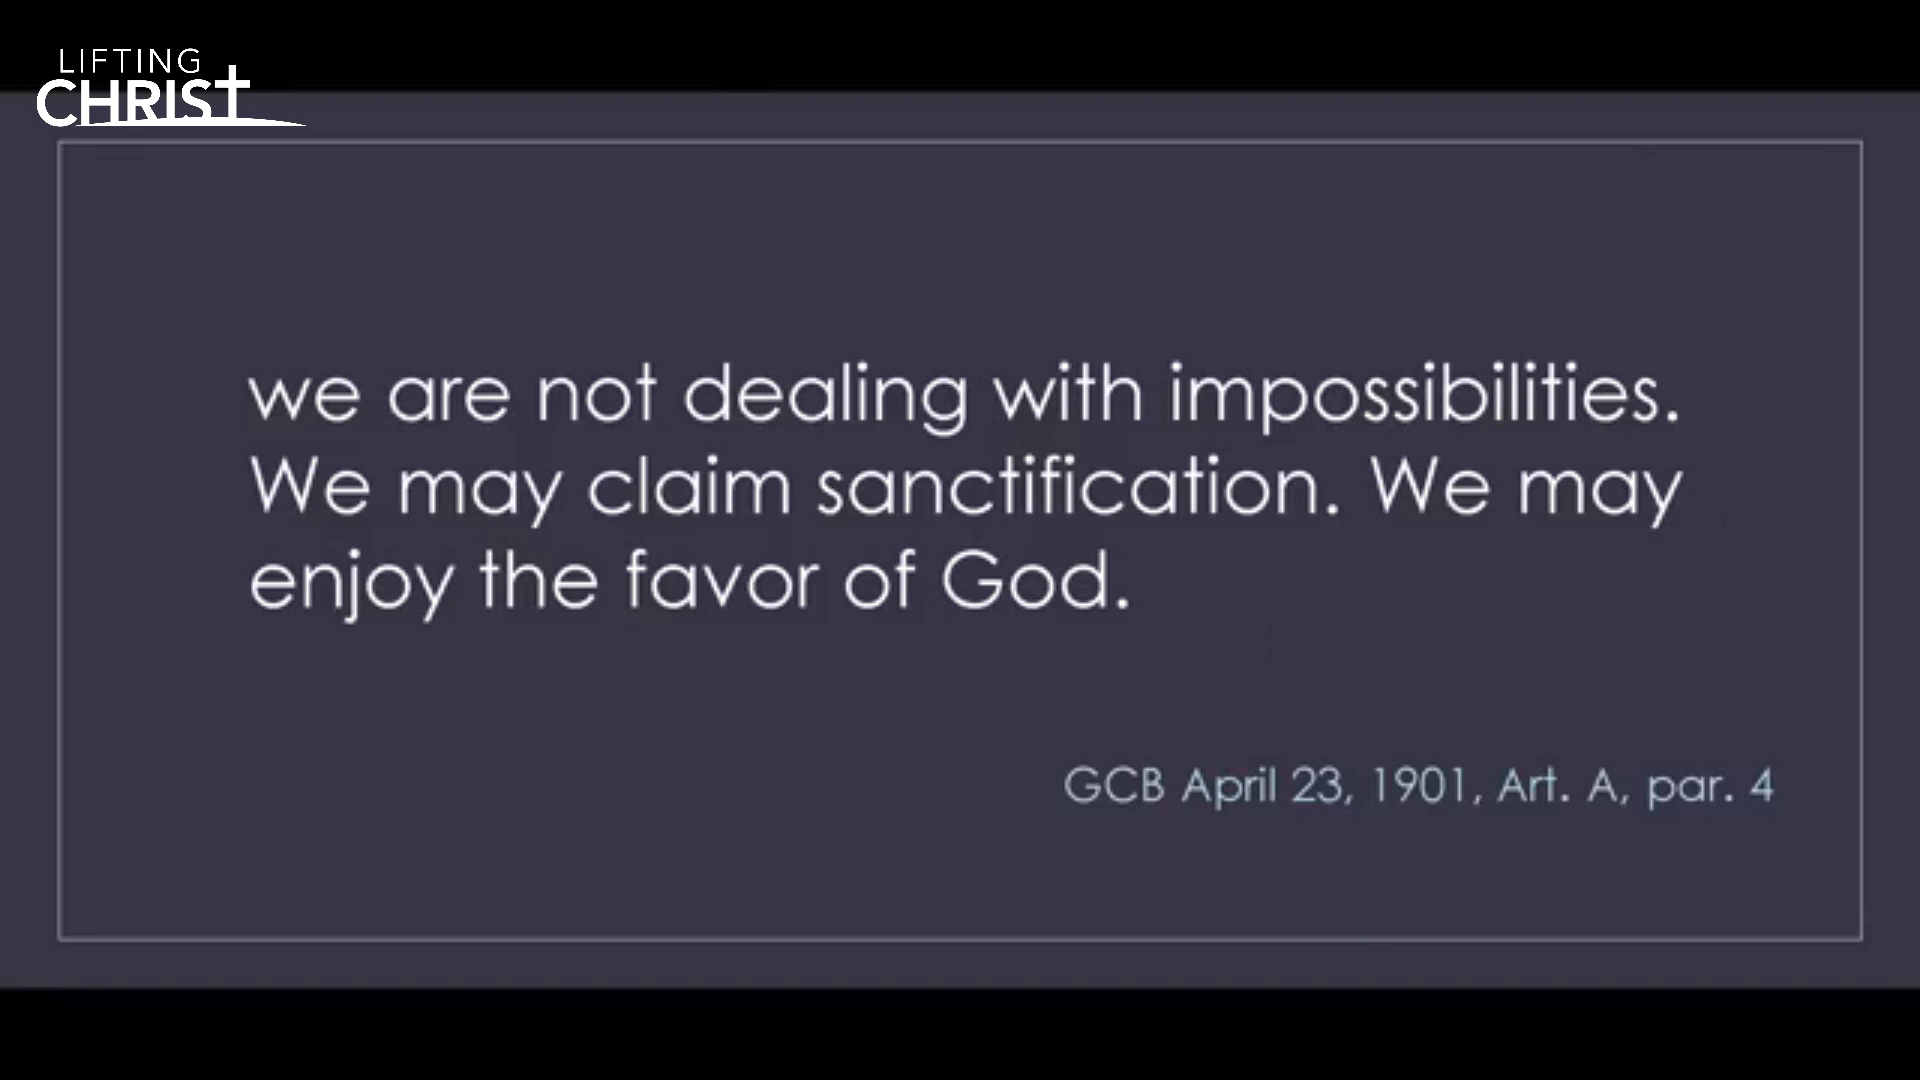 LIFTING
CHRIST
we are not dealing with impossibilities.
We may claim sanctification. We may
enjoy the favor of God.
GCB April 23, 1901, Art. A, par. 4